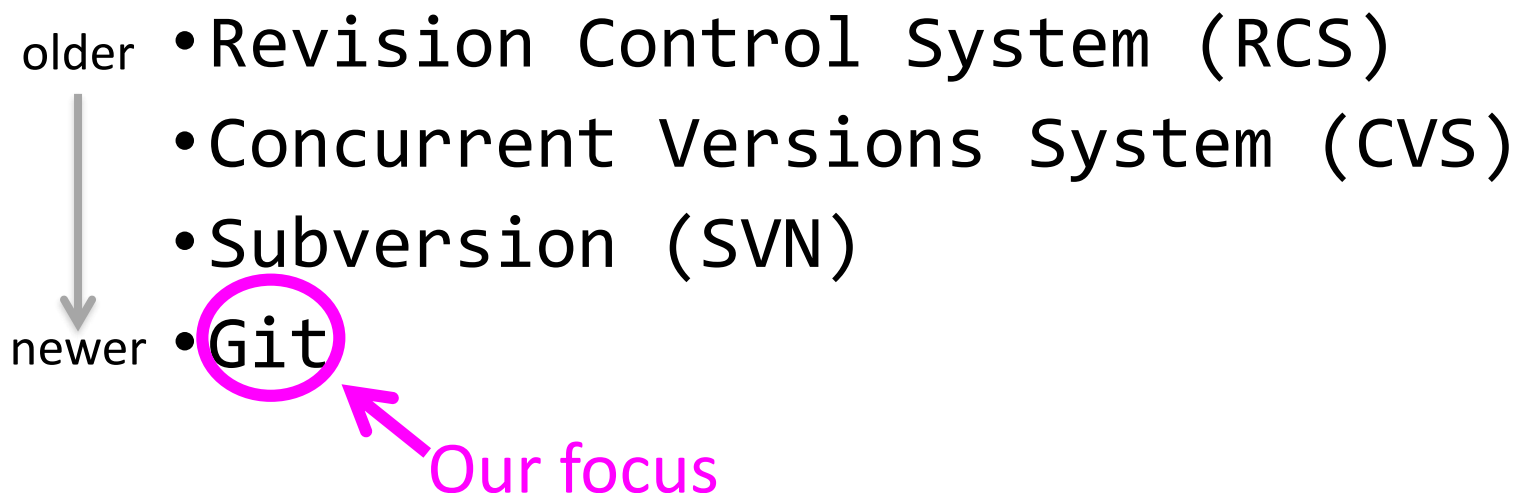 older
• Revision Control System (RCS)
• Concurrent Versions System (CVS)
• Subversion (SVN)
newer
• Git
Our focus